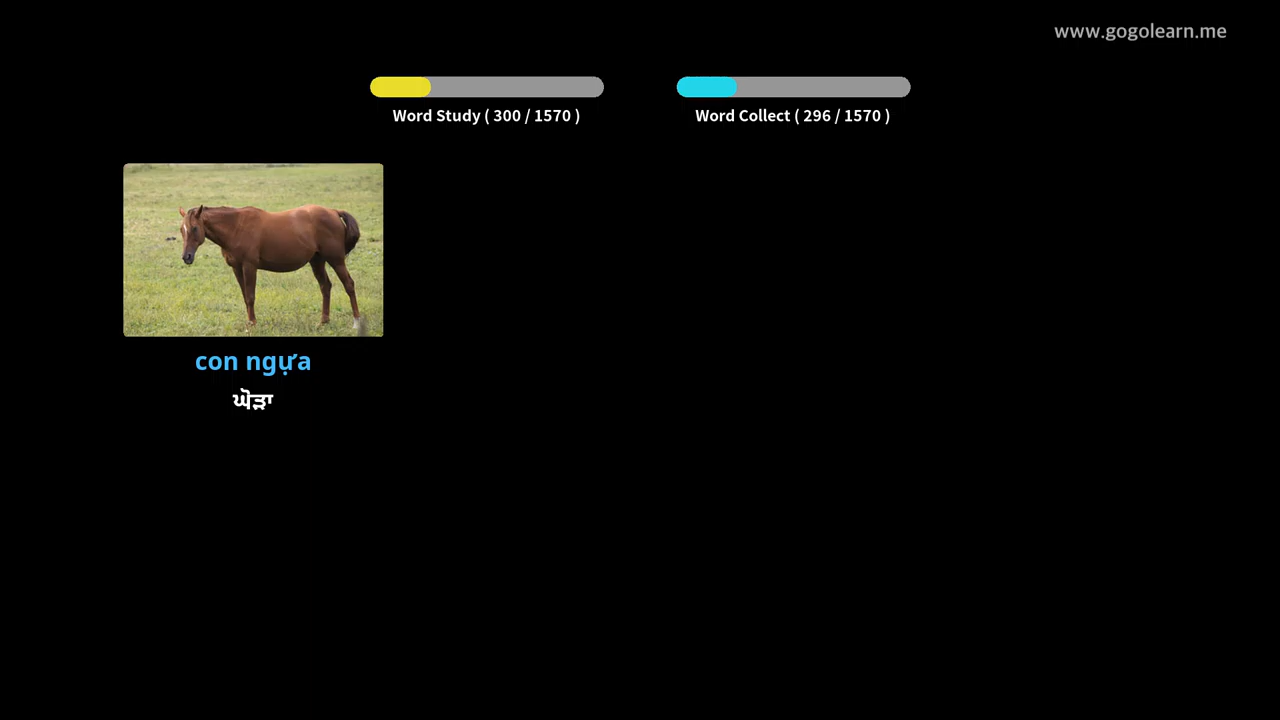 www.gogolearn.me
Word Study ( 300 / 1570 )
Word Collect ( 296 / 1570 )
con ngựa
ਘੋੜਾ